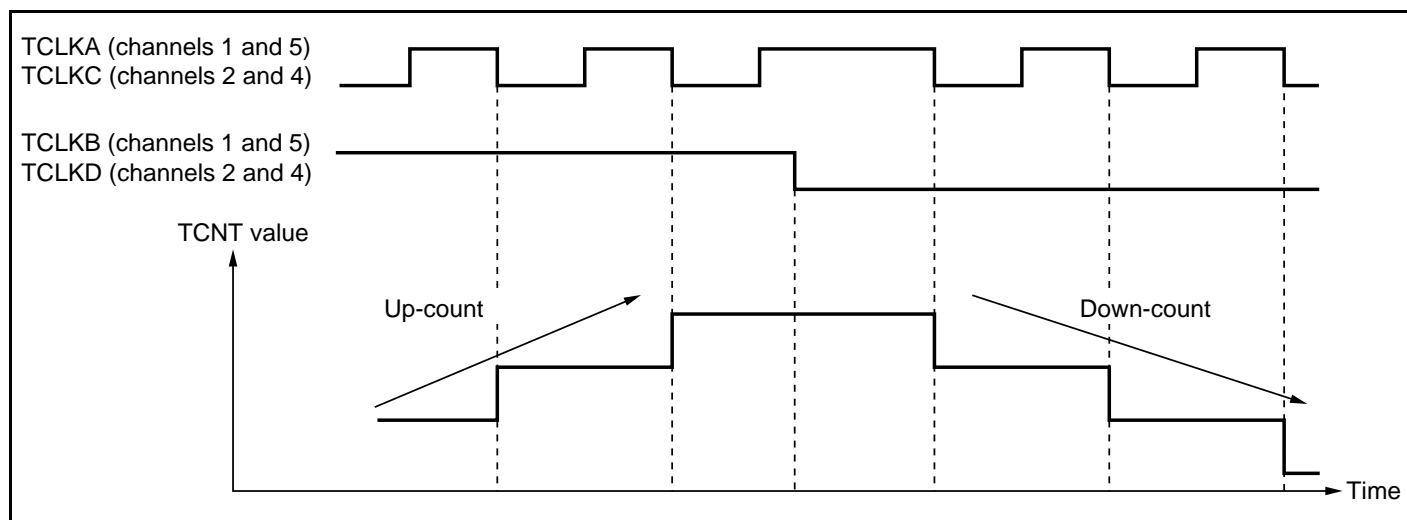 TCLKA (channels 1 and 5)
TCLKC (channels 2 and 4)
TCLKB (channels 1 and 5)
TCLKD (channels 2 and 4)
TCNT value
Up-count
Down-count
Time